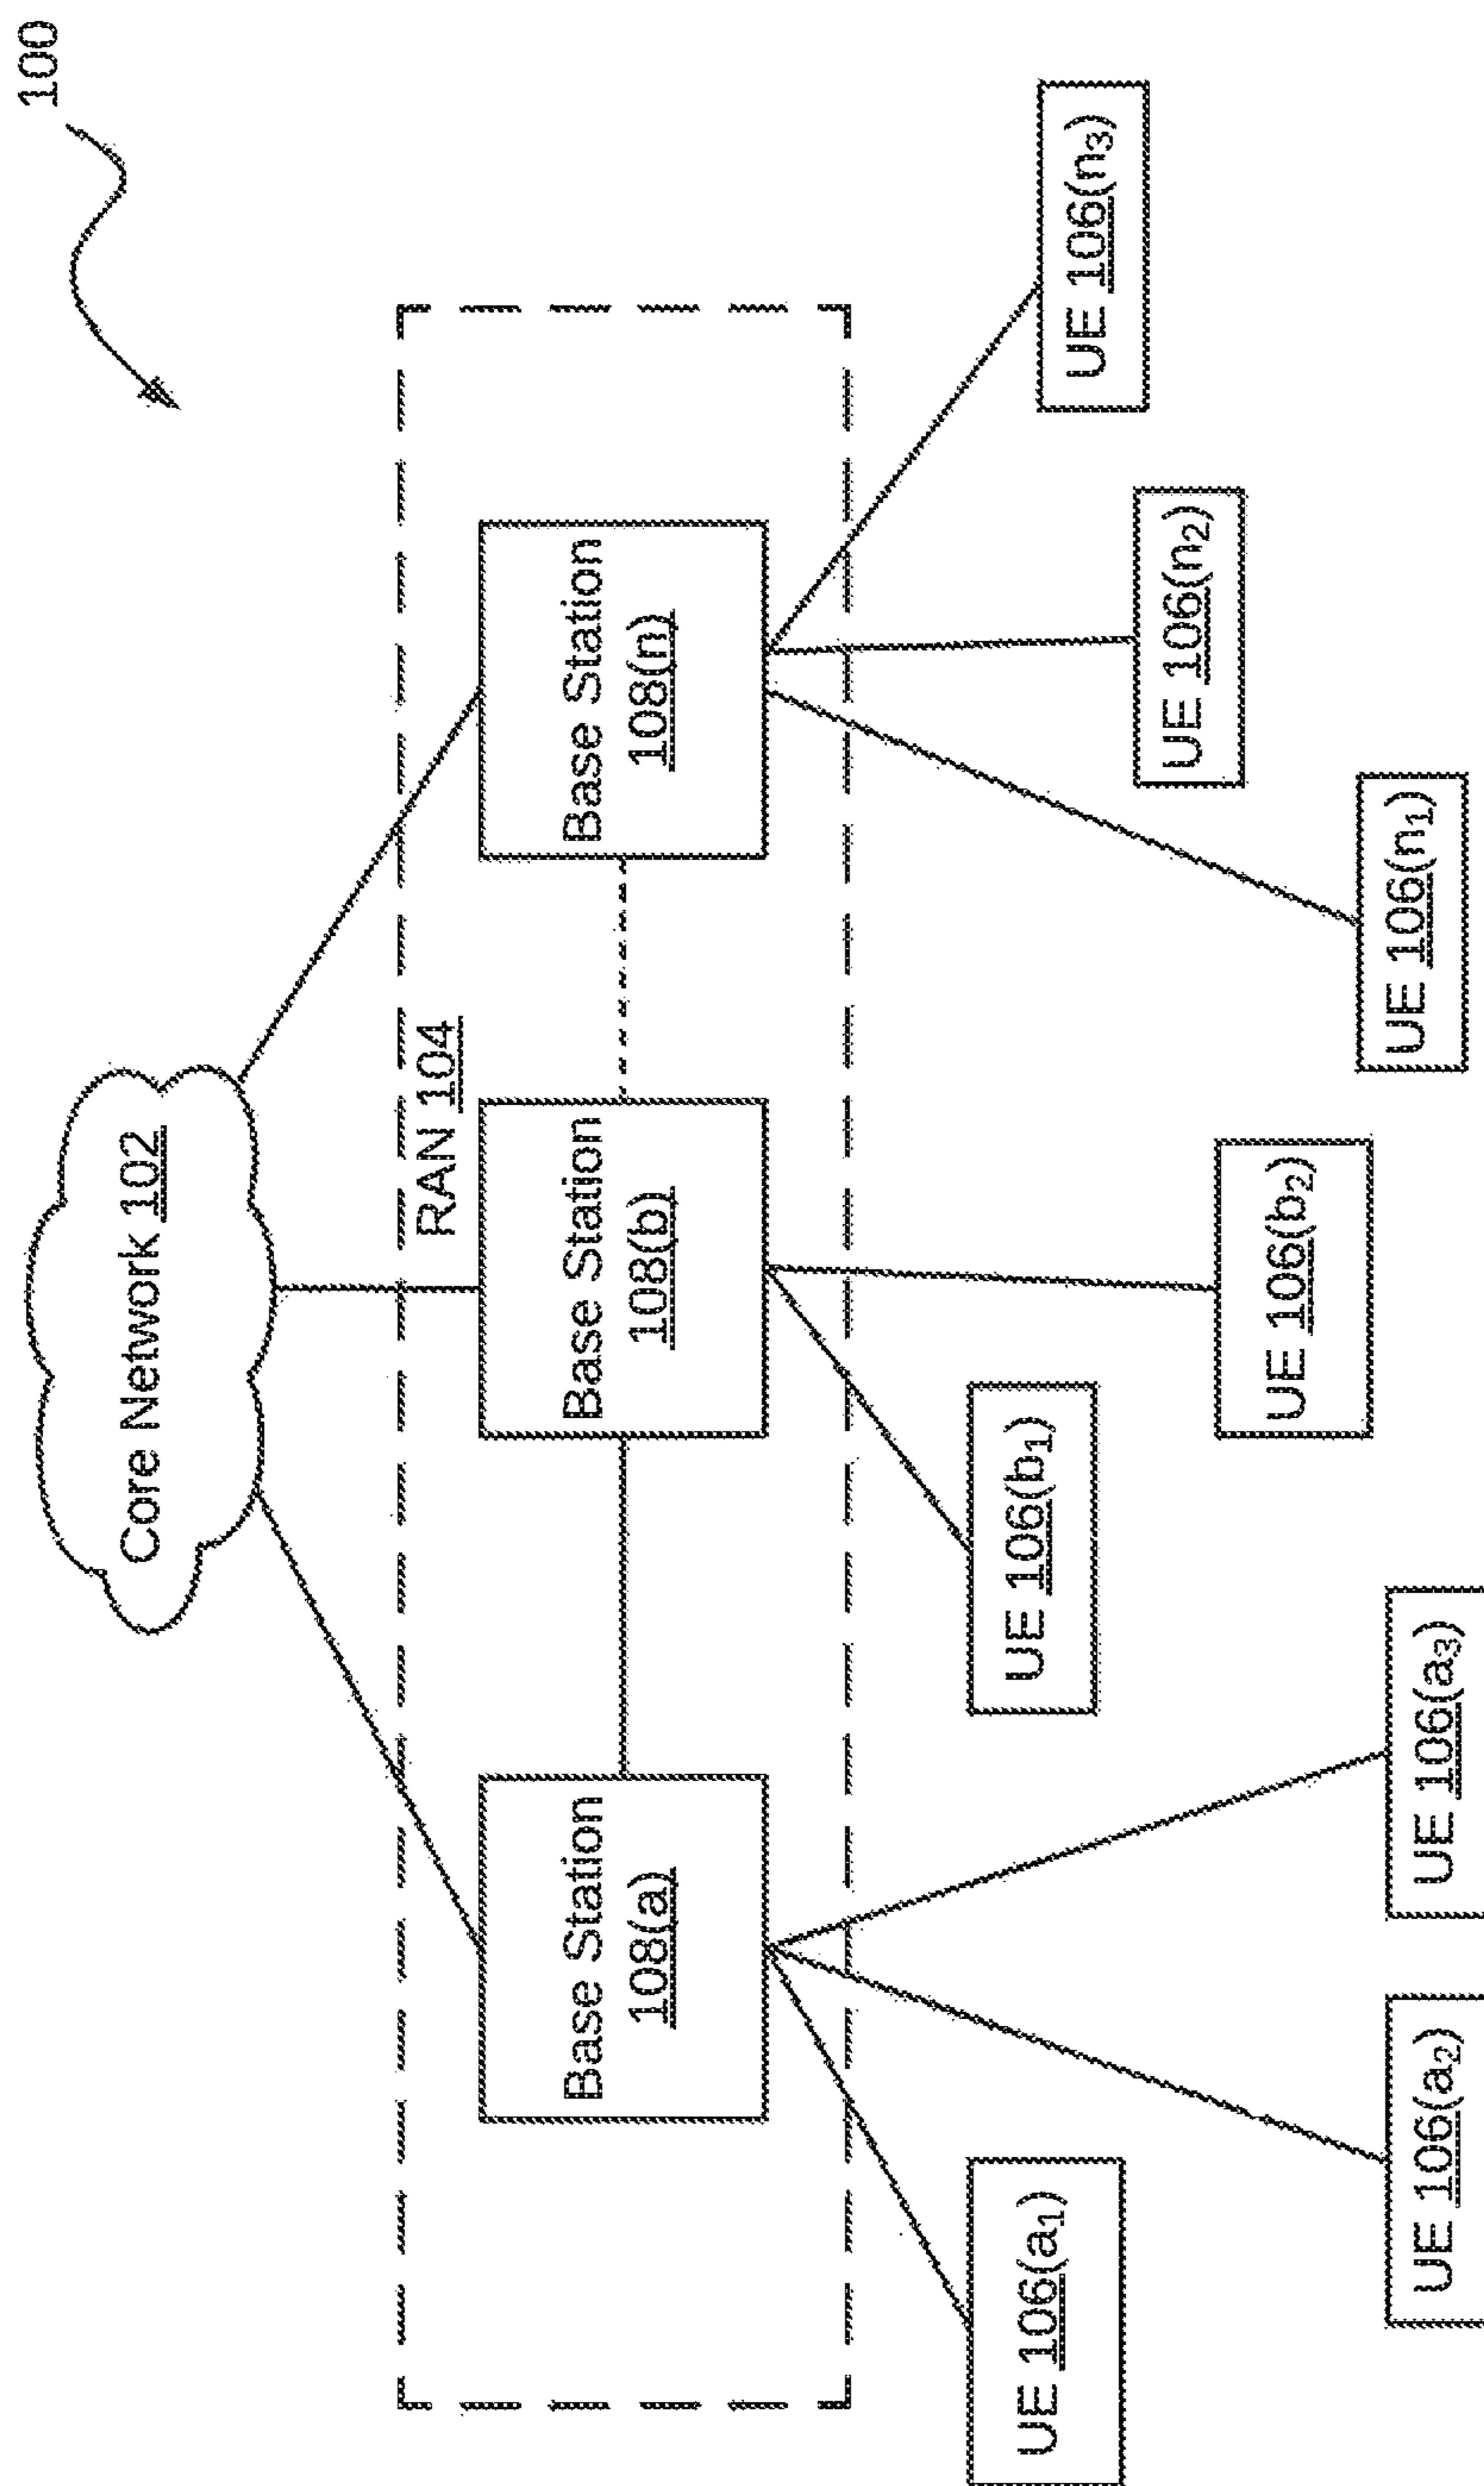 100
Core Network 102
RAN 104
Base Station
108(a)
Base Station
108(b)
Base Station
108(n)
UE 106(a₁)
UE 106(a₂)
UE 106(a₃)
UE 106(b₁)
UE 106(b₂)
UE 106(n₁)
UE 106(n₂)
UE 106(n₃)